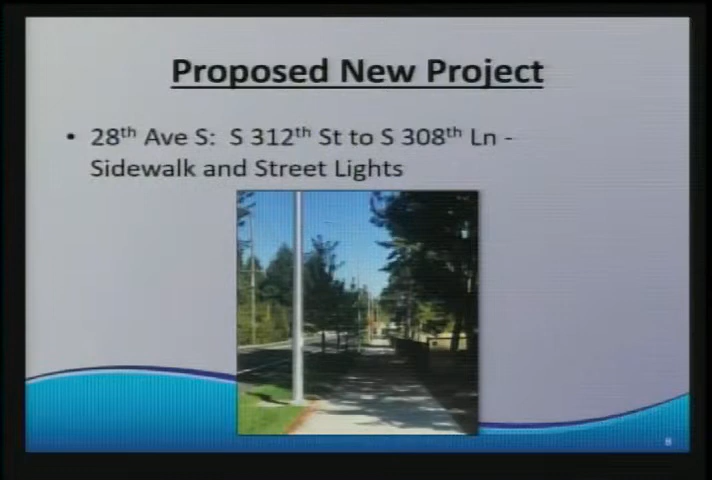 Proposed New Project
• 28th Ave S: S 312th St to S 308th Ln -
Sidewalk and Street Lights
8